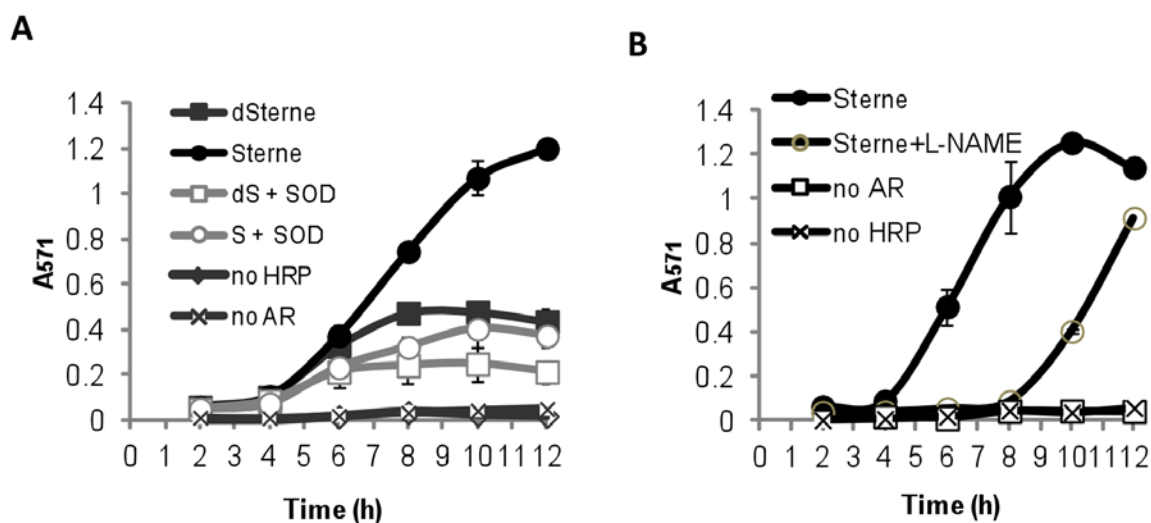 A
1.4
1.2
1
0.8
0.6
0.4
0.2
0
A571
dSterne
Sterne
dS + SOD
S + SOD
no HRP
no AR
0 1 2 3 4 5 6 7 8 9 10 11 12
Time (h)
B
1.4
1.2
1
0.8
0.6
0.4
0.2
0
A571
Sterne
Sterne+L-NAME
no AR
no HRP
0 1 2 3 4 5 6 7 8 9 10 11 12
Time (h)